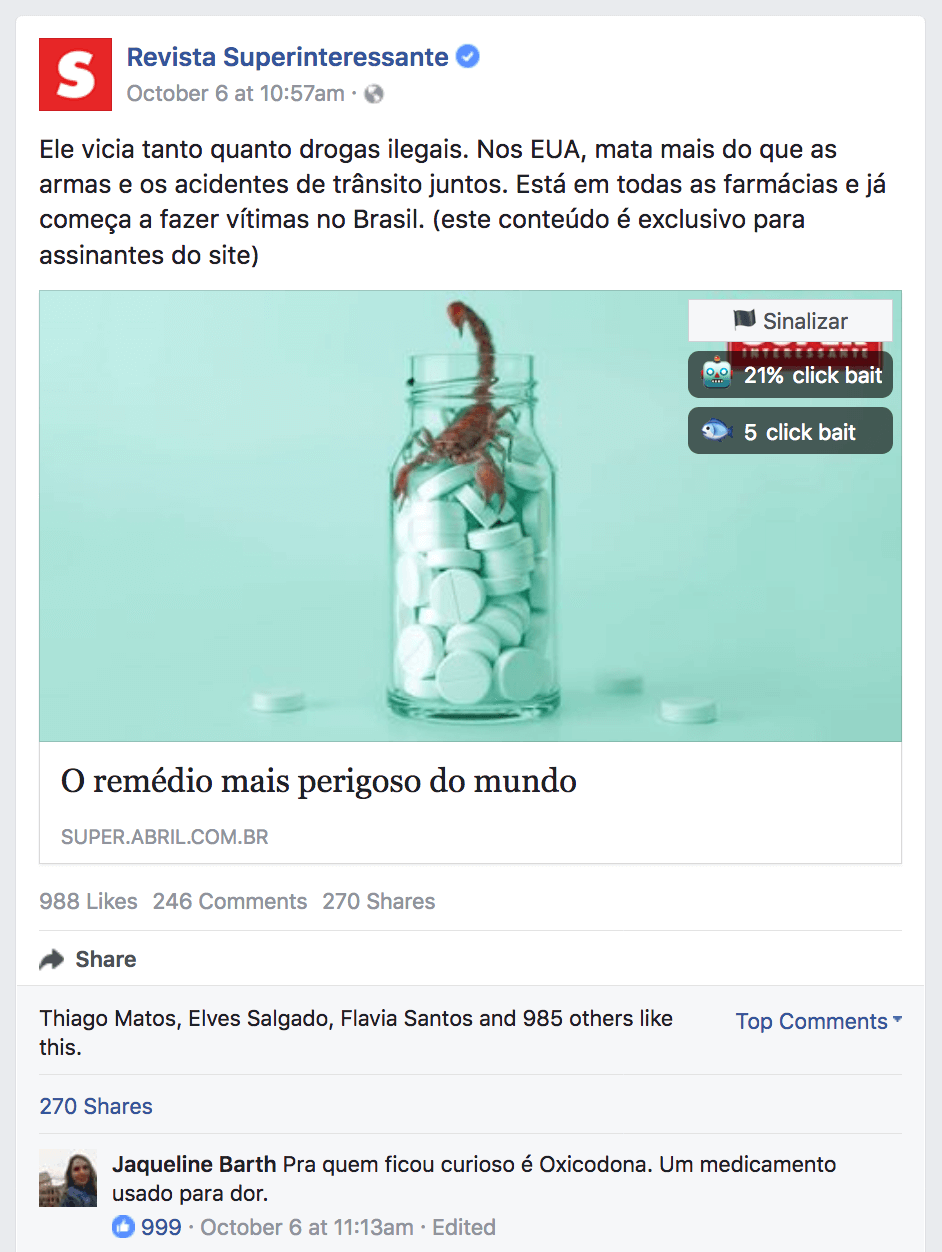 S
Revista Superinteressante
October 6 at 10:57am ·
Ele vicia tanto quanto drogas ilegais. Nos EUA, mata mais do que as
armas e os acidentes de trânsito juntos. Está em todas as farmácias e já
começa a fazer vítimas no Brasil. (este conteúdo é exclusivo para
assinantes do site)
Sinalizar
INTERESSANTE
21% click bait
5 click bait
O remédio mais perigoso do mundo
SUPER.ABRIL.COM.BR
988 Likes 246 Comments 270 Shares
Share
Thiago Matos, Elves Salgado, Flavia Santos and 985 others like
this.
Top Comments
270 Shares
Jaqueline Barth Pra quem ficou curioso é Oxicodona. Um medicamento
usado para dor.
999 · October 6 at 11:13am · Edited